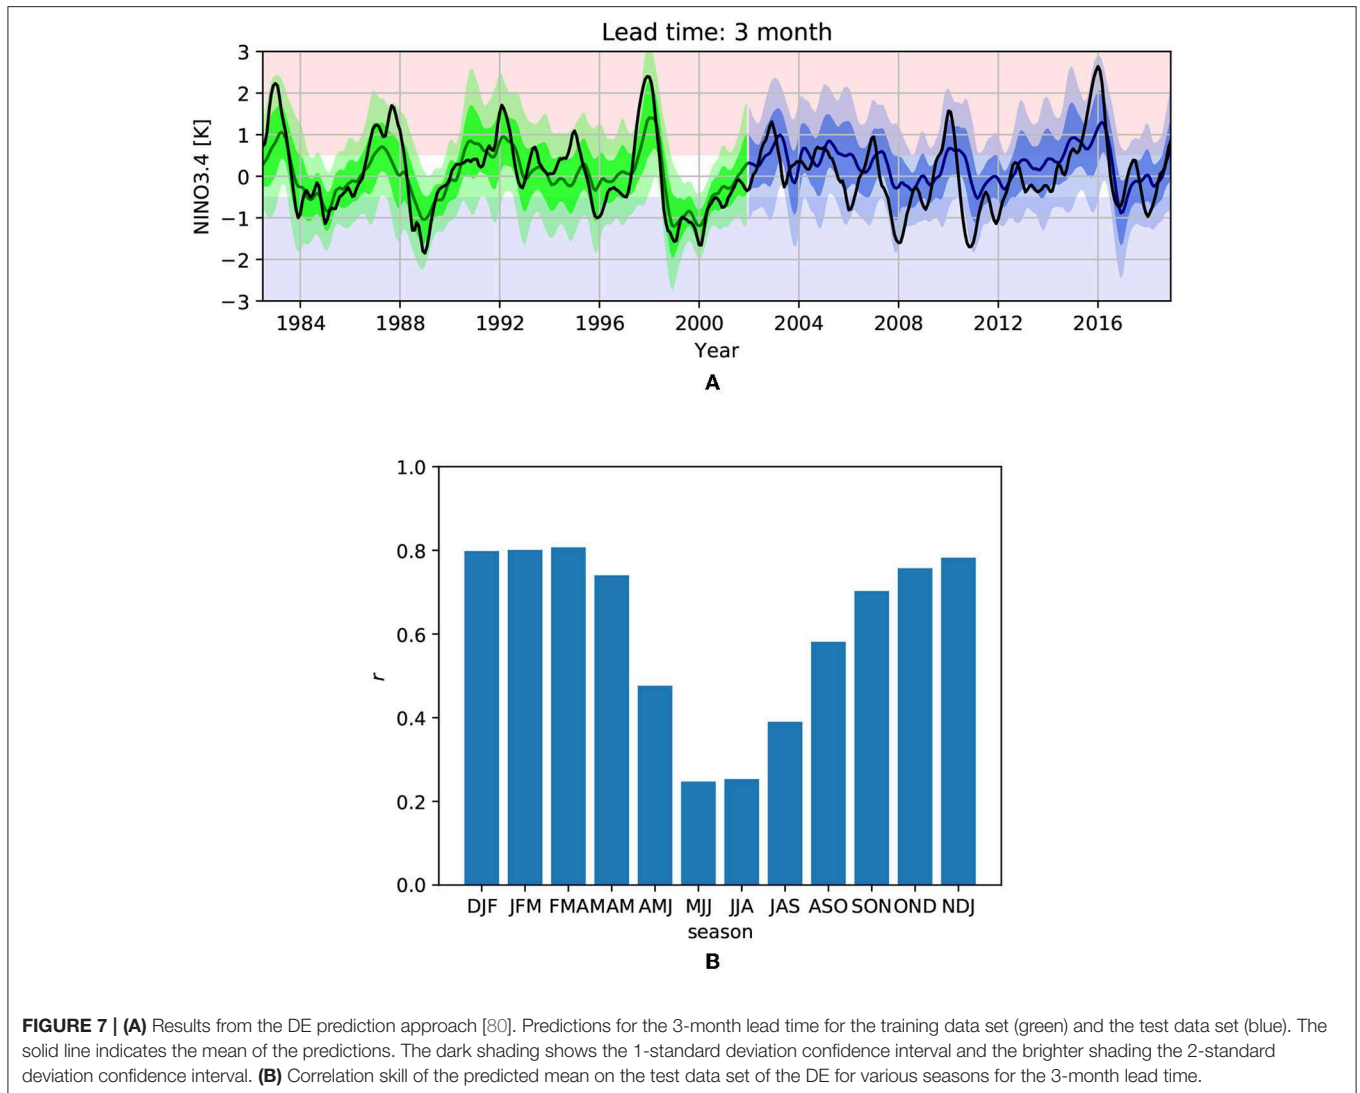 Lead time: 3 month
3
2
1
0
−1
−2
−3
NINO3.4 [K]
1984 1988 1992 1996 2000 2004 2008 2012 2016
Year
A
1.0
0.8
0.6
0.4
0.2
0.0
r
DJF JFM FMA MAM AMJ MJJ JJA JAS ASO SON OND NDJ
season
B
FIGURE 7 | (A) Results from the DE prediction approach [80]. Predictions for the 3-month lead time for the training data set (green) and the test data set (blue). The
solid line indicates the mean of the predictions. The dark shading shows the 1-standard deviation confidence interval and the brighter shading the 2-standard
deviation confidence interval. (B) Correlation skill of the predicted mean on the test data set of the DE for various seasons for the 3-month lead time.